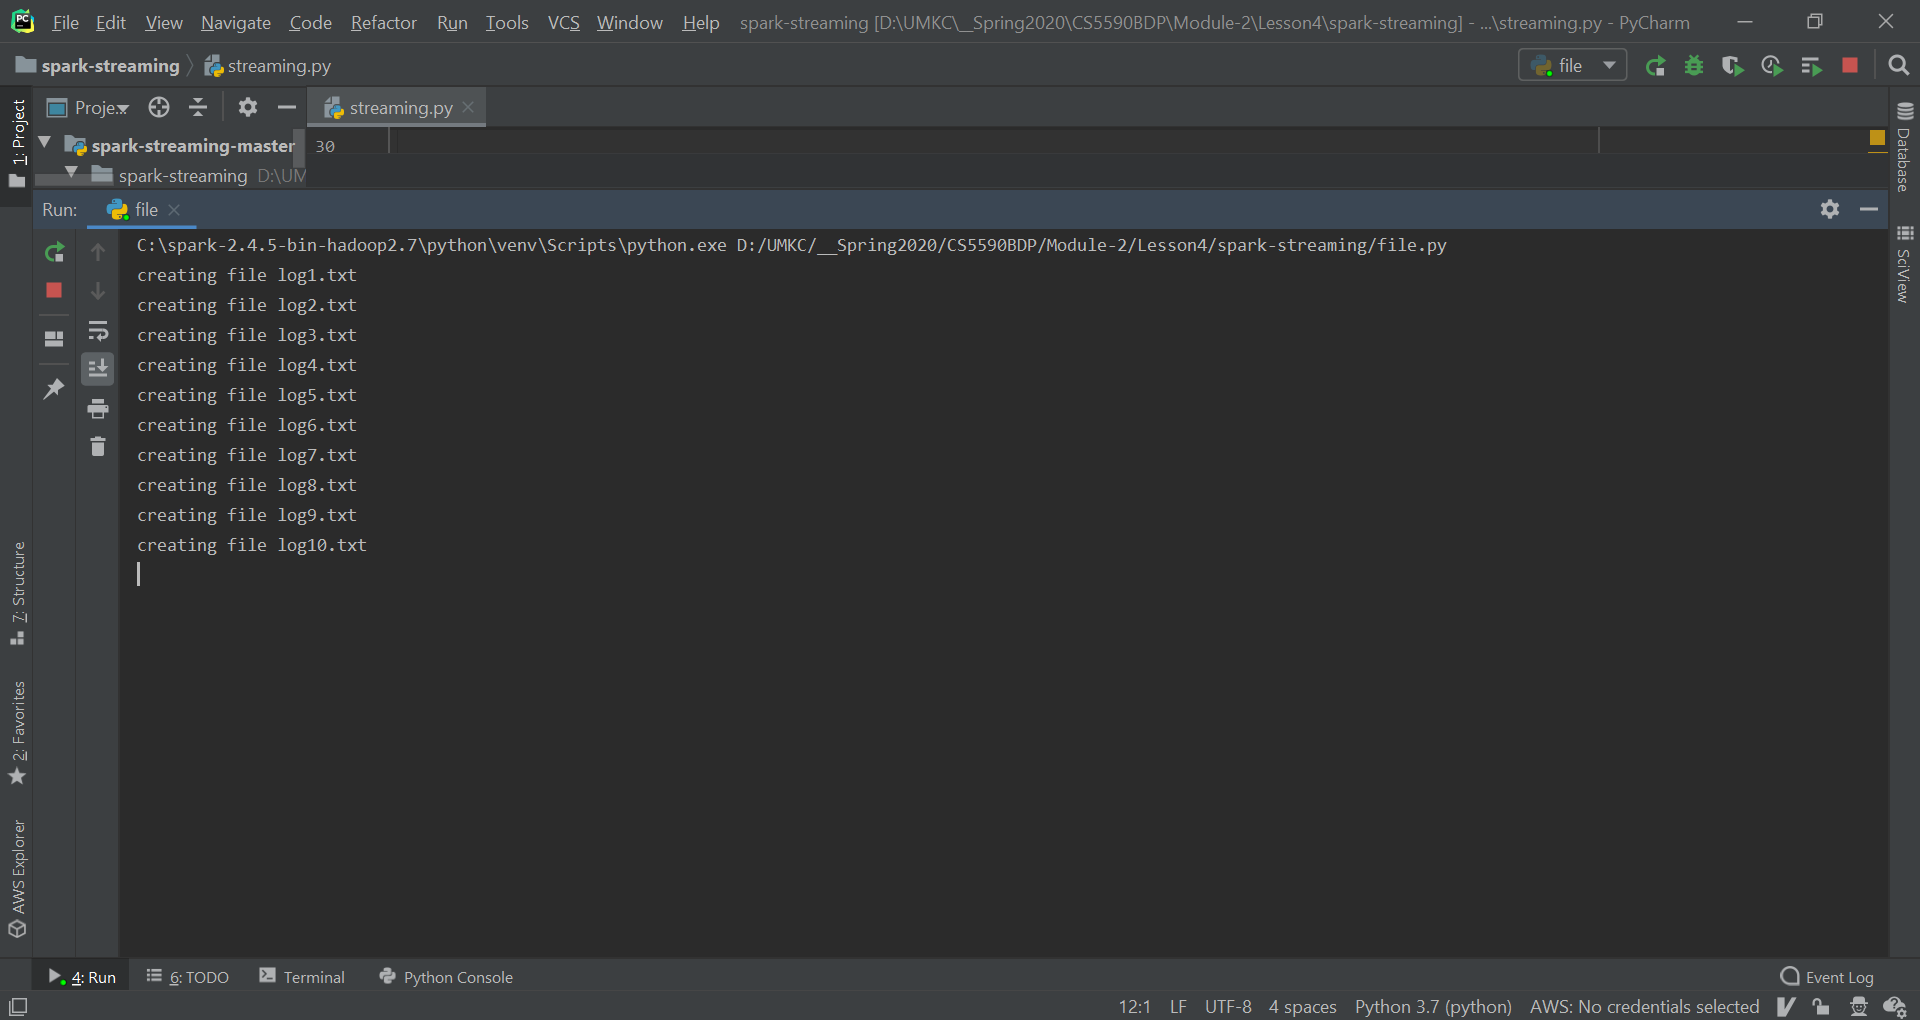 File Edit View Navigate Code Refactor Run Tools VCS Window Help spark-streaming [D:\UMKC\__Spring2020\CS5590BDP\Module-2\Lesson4\spark-streaming] - ...\streaming.py - PyCharm
spark-streaming streaming.py file
1: Project
Proje... streaming.py
spark-streaming-master 30
spark-streaming D:\UM
Database
Run: file
SciView
C:\spark-2.4.5-bin-hadoop2.7\python\venv\Scripts\python.exe D:/UMKC/__Spring2020/CS5590BDP/Module-2/Lesson4/spark-streaming/file.py
creating file log1.txt
creating file log2.txt
creating file log3.txt
creating file log4.txt
creating file log5.txt
creating file log6.txt
creating file log7.txt
creating file log8.txt
creating file log9.txt
creating file log10.txt
7: Structure
2: Favorites
AWS Explorer
4: Run 6: TODO Terminal Python Console Event Log
12:1 LF UTF-8 4 spaces Python 3.7 (python) AWS: No credentials selected